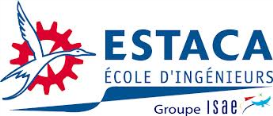 ESTACA
ÉCOLE D'INGÉNIEURS
Groupe isae